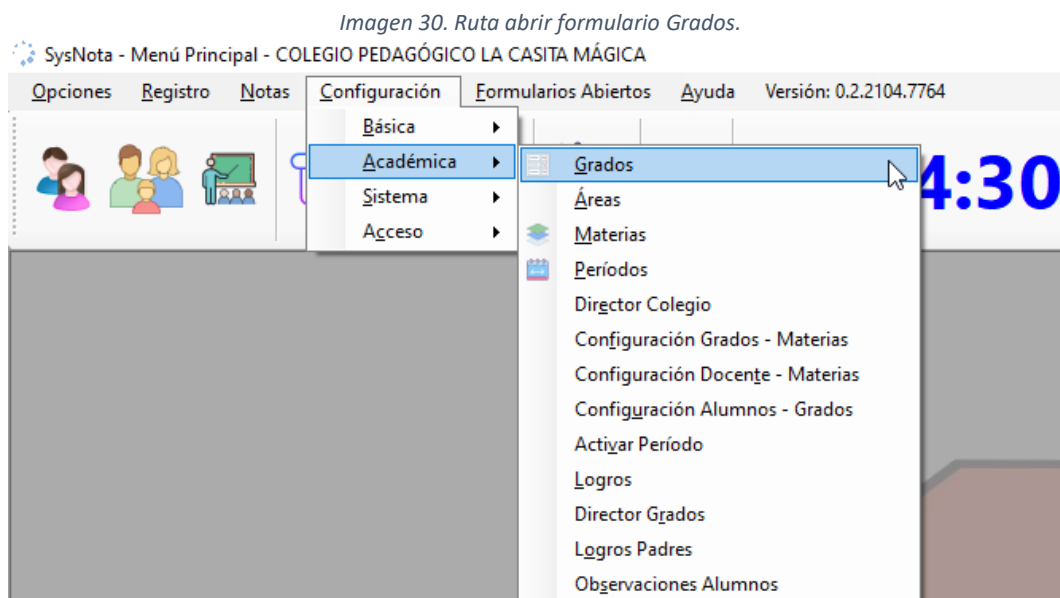 Imagen 30. Ruta abrir formulario Grados.
SysNota - Menú Principal - COLEGIO PEDAGÓGICO LA CASITA MÁGICA
Opciones Registro Notas Configuración Formularios Abiertos Ayuda Versión: 0.2.2104.7764
Básica
Académica
Sistema
Acceso
4:30
Grados
Áreas
Materias
Períodos
Director Colegio
Configuración Grados - Materias
Configuración Docente - Materias
Configuración Alumnos - Grados
Activar Período
Logros
Director Grados
Logros Padres
Observaciones Alumnos